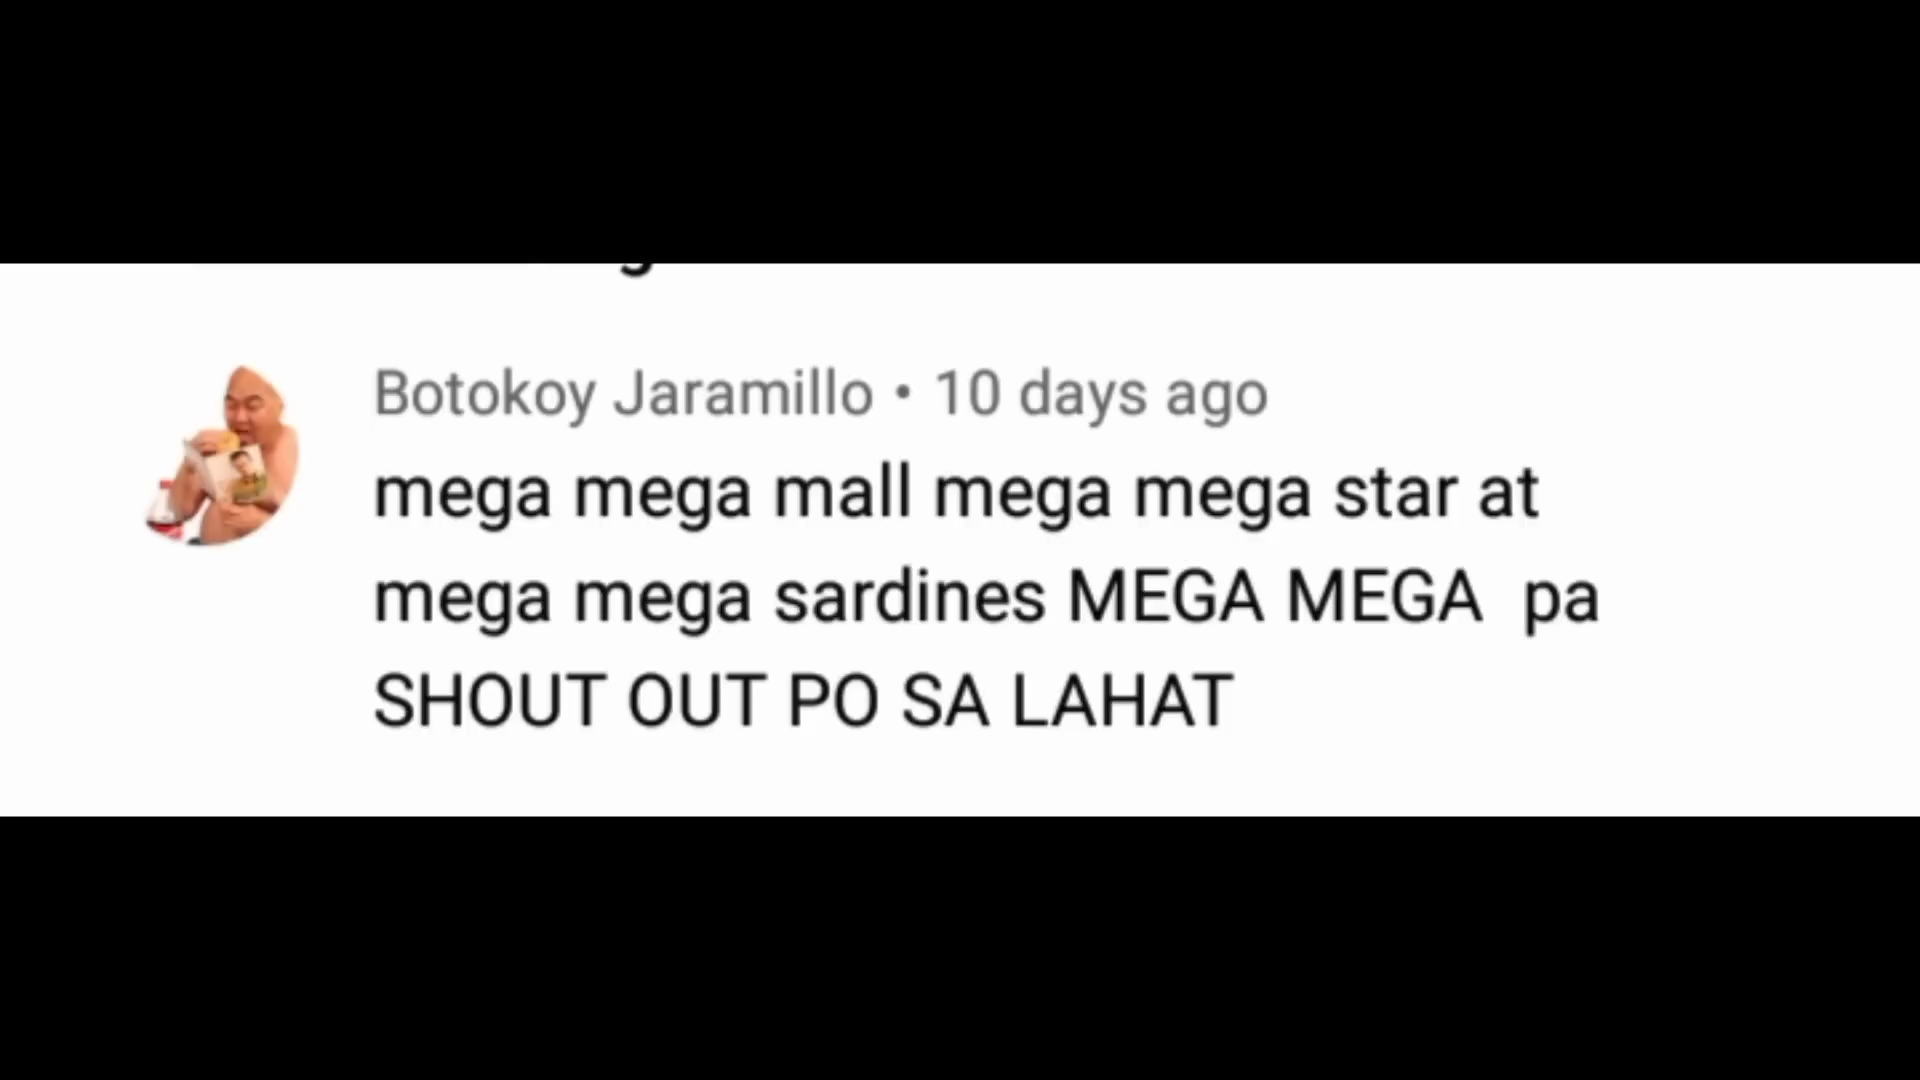 Botokoy Jaramillo • 10 days ago
mega mega mall mega mega star at
mega mega sardines MEGA MEGA  pa
SHOUT OUT PO SA LAHAT